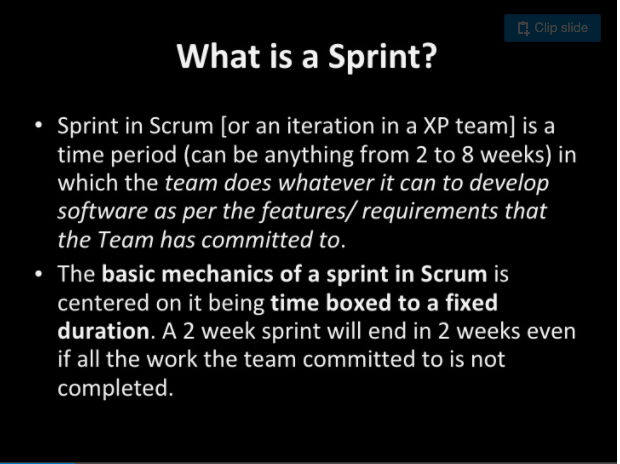 Clip slide
What is a Sprint?
• Sprint in Scrum [or an iteration in a XP team] is a
time period (can be anything from 2 to 8 weeks) in
which the team does whatever it can to develop
software as per the features/ requirements that
the Team has committed to.
• The basic mechanics of a sprint in Scrum is
centered on it being time boxed to a fixed
duration. A 2 week sprint will end in 2 weeks even
if all the work the team committed to is not
completed.